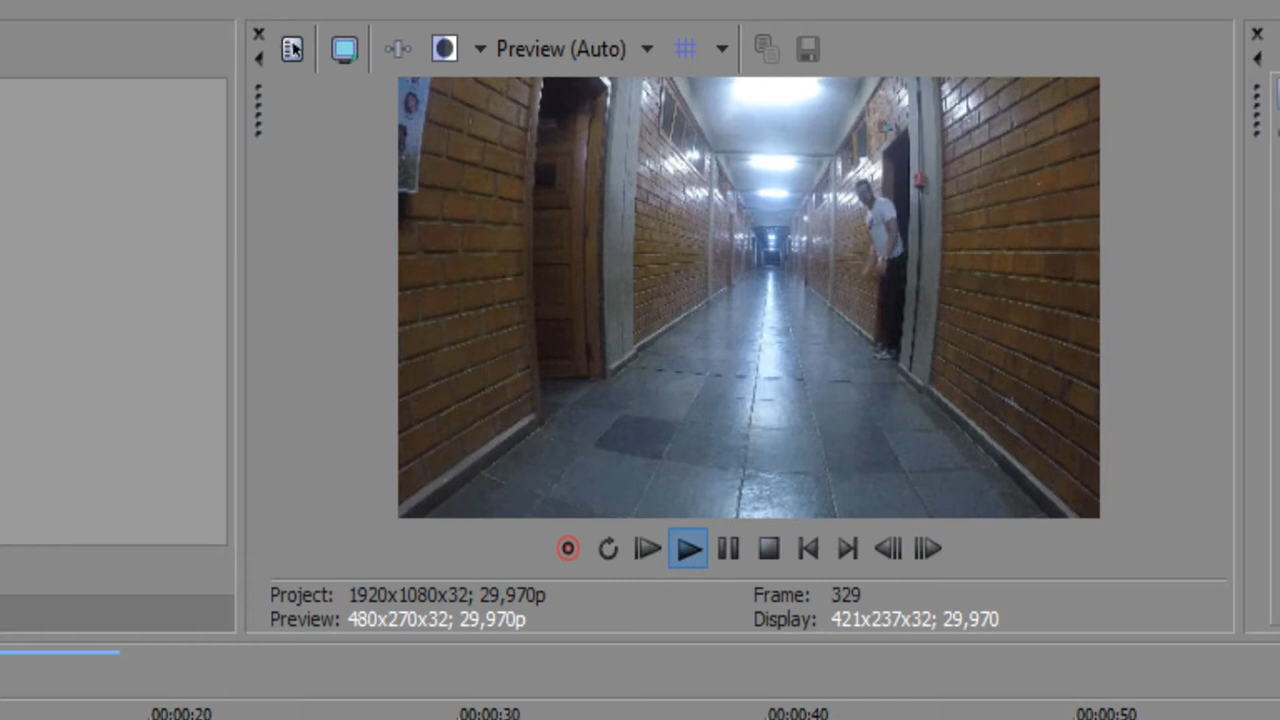 Preview (Auto)
Project: 1920x1080x32; 29,970p
Frame: 329
Preview: 480x270x32; 29,970p
Display: 421x237x32; 29,970
00:00:20
00:00:30
00:00:40
00:00:50